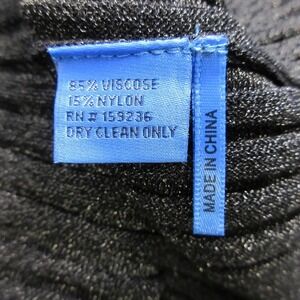 85% VISCOSE
15% NYLON
RN # 159236
DRY CLEAN ONLY
MADE IN CHINA